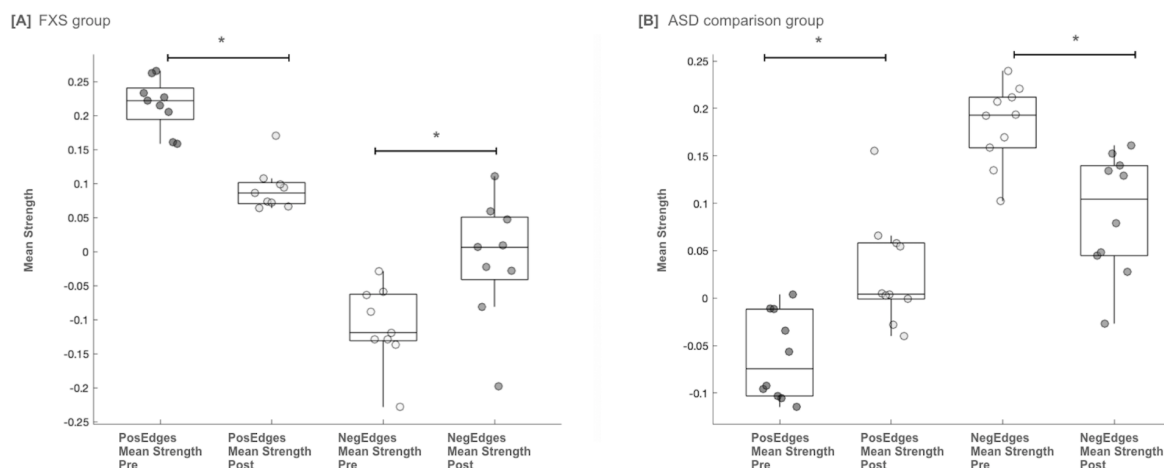 [A] FXS group
*
*
0.25
0.2
0.15
0.1
0.05
0
-0.05
-0.1
-0.15
-0.2
-0.25
Mean Strength
PosEdges
Mean Strength
Pre
PosEdges
Mean Strength
Post
NegEdges
Mean Strength
Pre
NegEdges
Mean Strength
Post
[B] ASD comparison group
*
*
0.25
0.2
0.15
0.1
0.05
0
-0.05
-0.1
Mean Strength
PosEdges
Mean Strength
Pre
PosEdges
Mean Strength
Post
NegEdges
Mean Strength
Pre
NegEdges
Mean Strength
Post